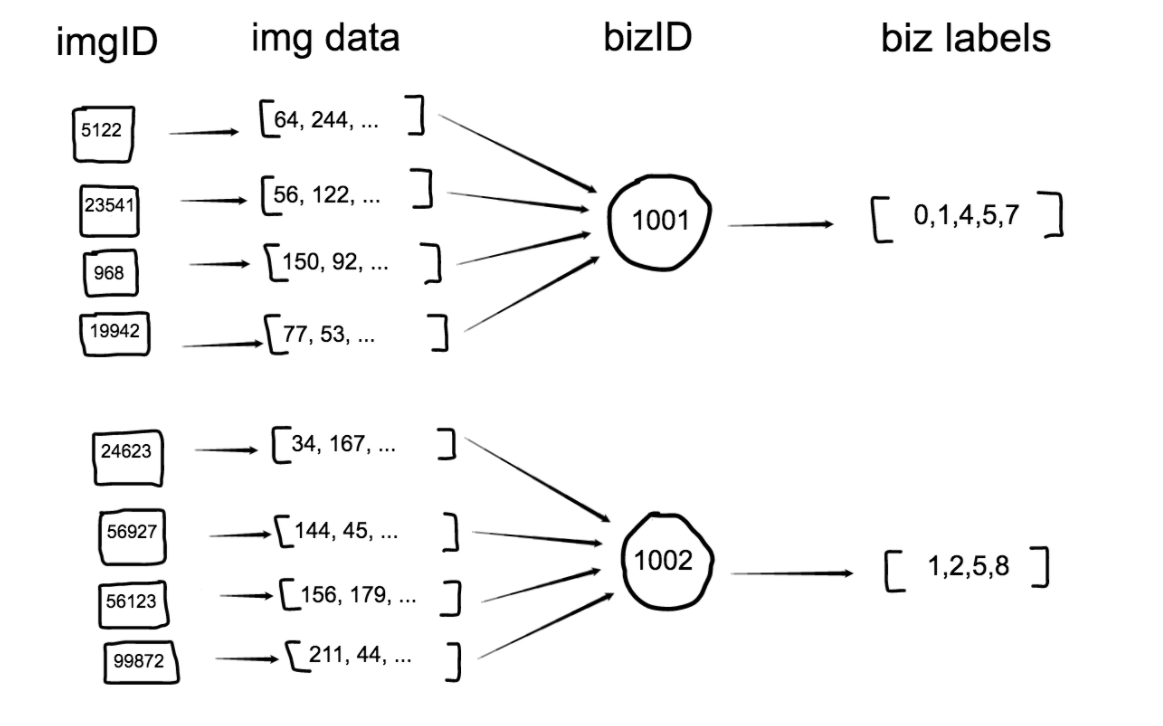 imgID img data bizID biz labels
5122 [64, 244, ... ]
23541 [56, 122, ... ]
1001 [ 0,1,4,5,7 ]
968 [150, 92, ... ]
19942 [77, 53, ... ]
24623 [34, 167, ... ]
56927 [144, 45, ... ]
1002 [ 1,2,5,8 ]
56123 [156, 179, ... ]
99872 [211, 44, ... ]